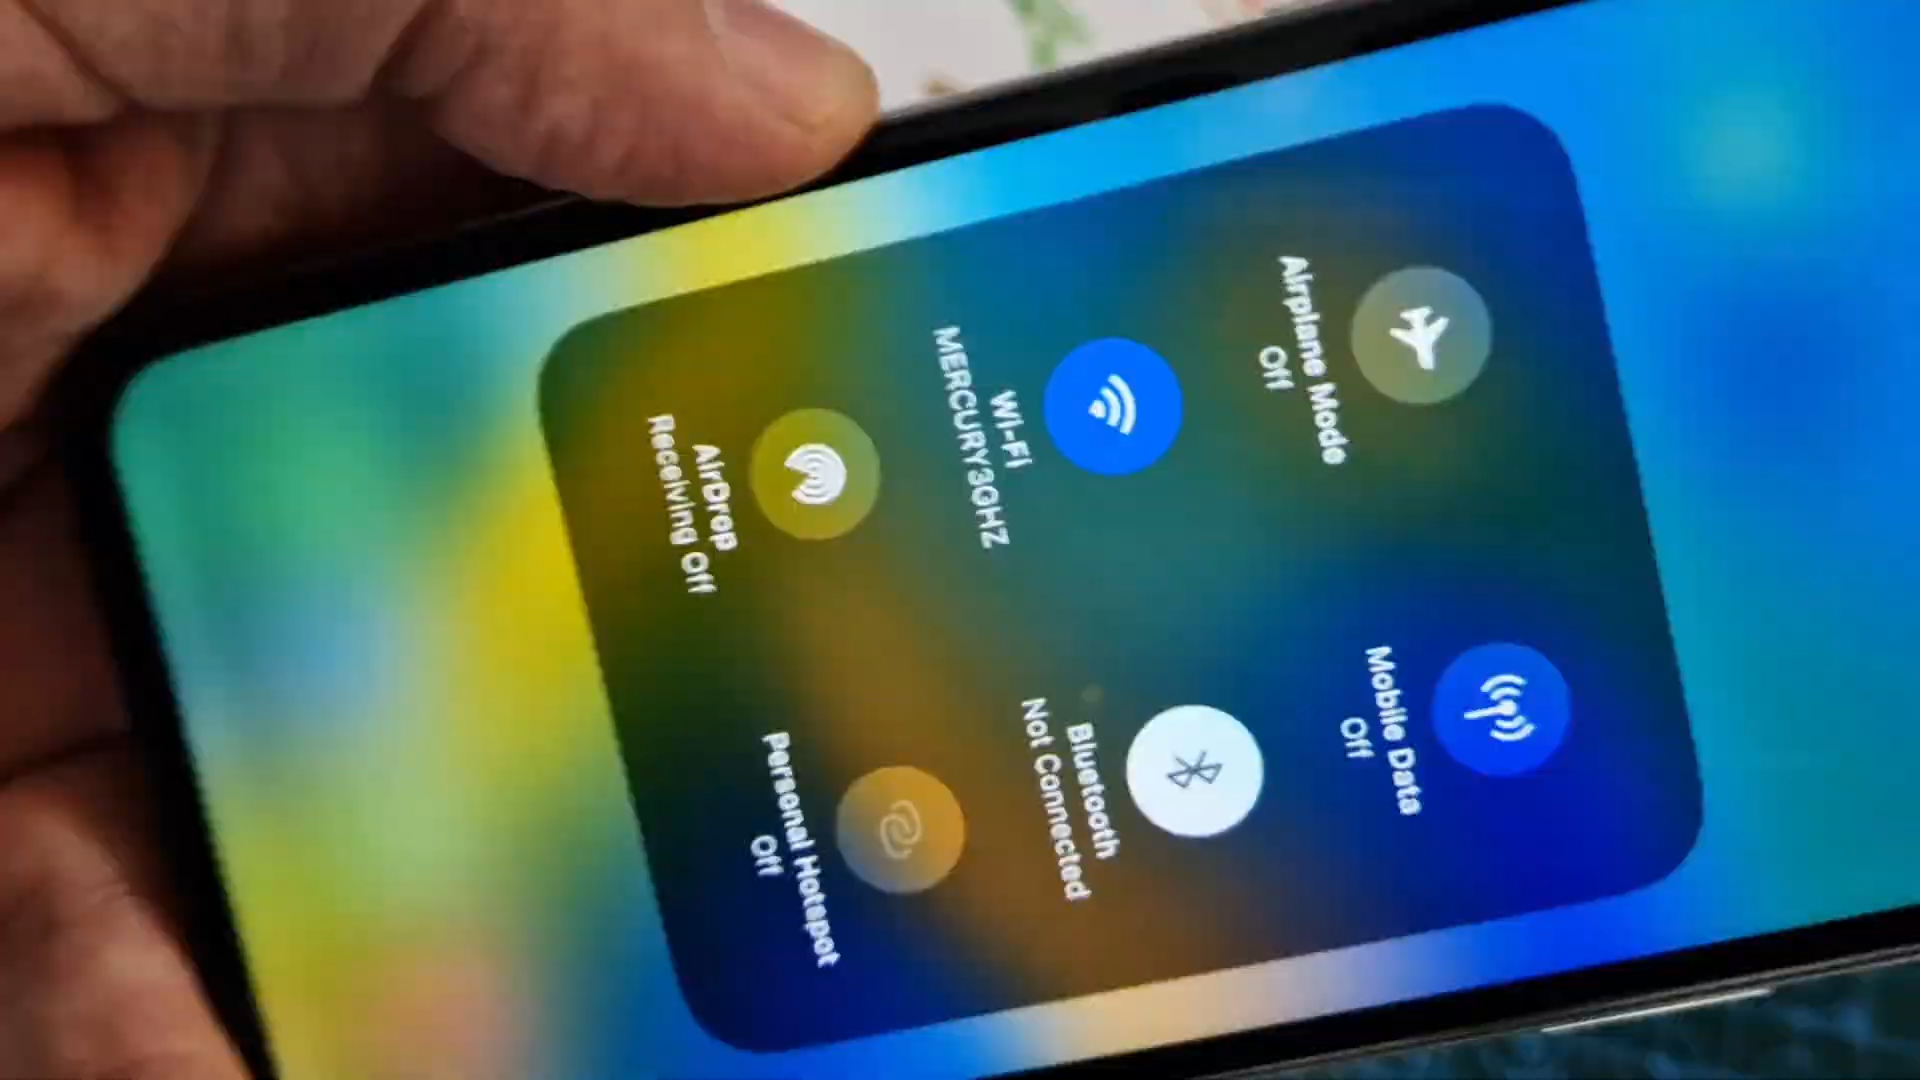 Airplane Mode
Off
Mobile Data
Off
Wi-Fi
MERCURY3GHZ
Bluetooth
Not Connected
AirDrop
Receiving Off
Personal Hotspot
Off